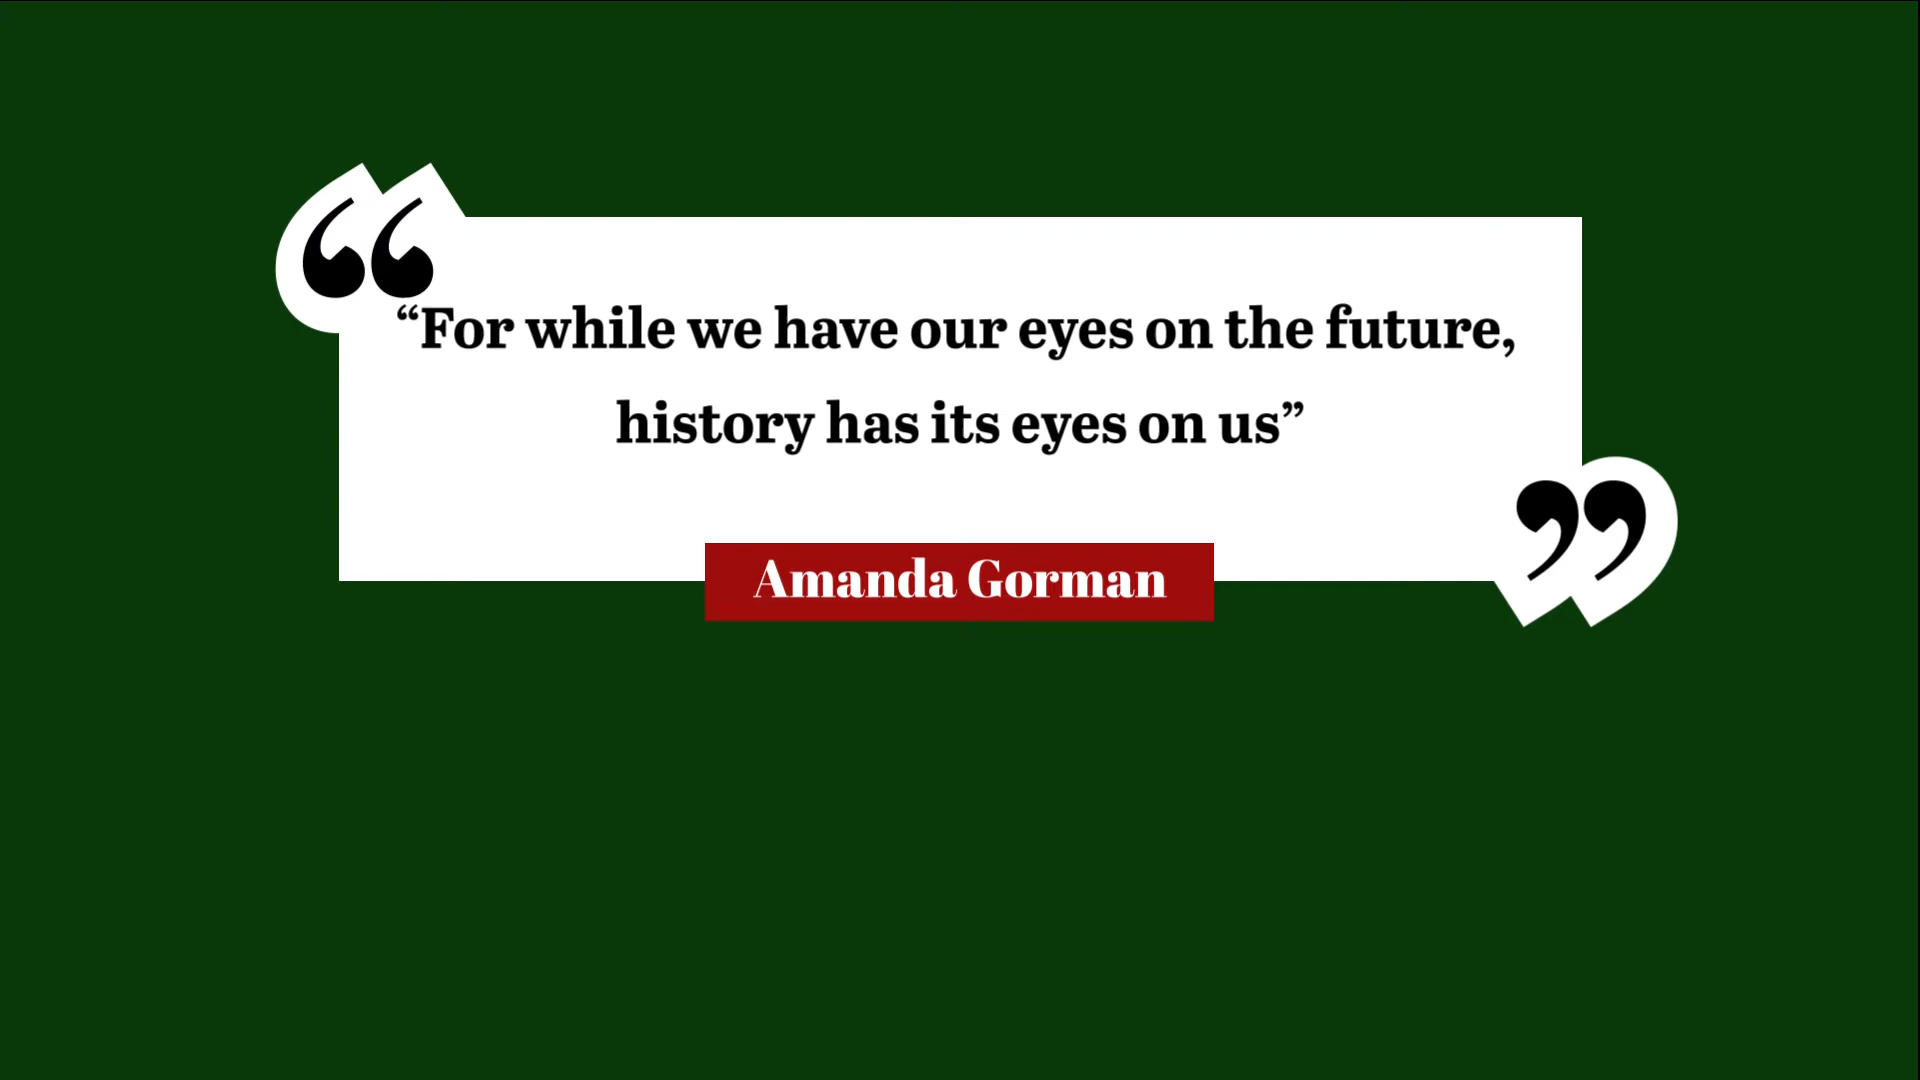 “For while we have our eyes on the future,
history has its eyes on us”
Amanda Gorman